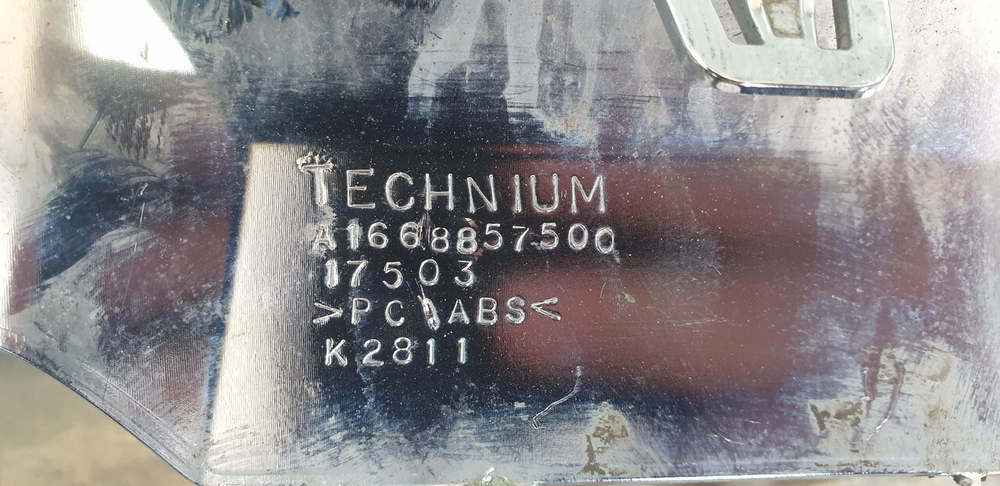 TECHNIUM
A1668857500
17503
>PC\ABS<
K2811